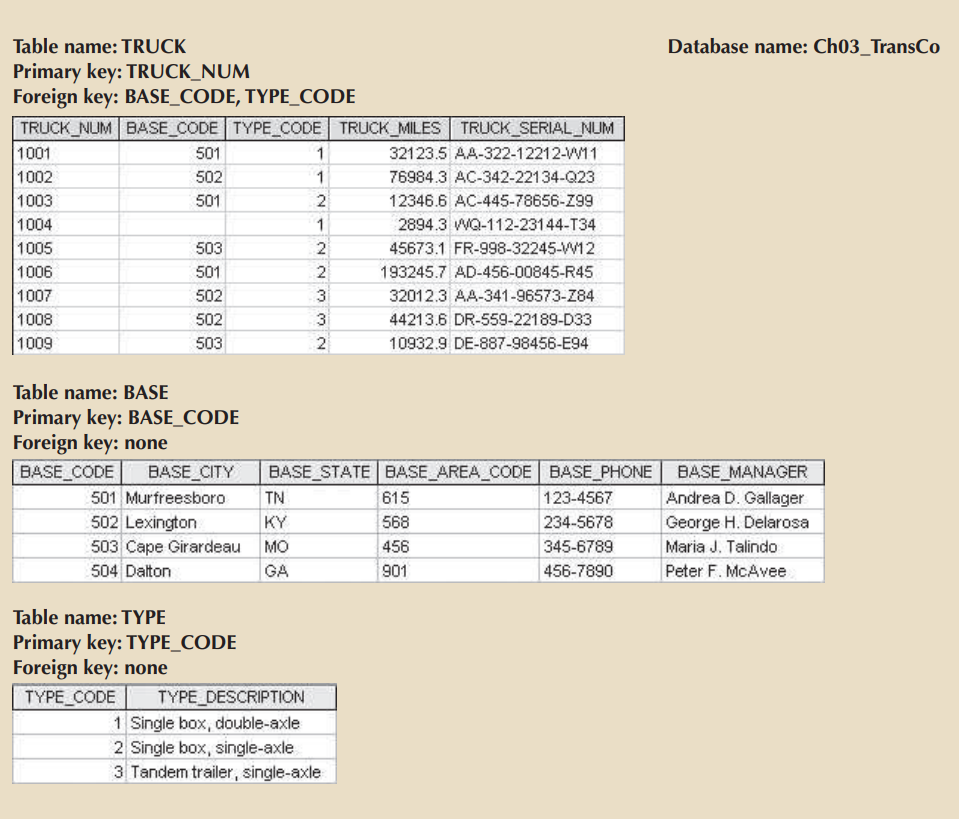 Table name: TRUCK Database name: Ch03_TransCo
Primary key: TRUCK_NUM
Foreign key: BASE_CODE, TYPE_CODE
TRUCK_NUM BASE_CODE TYPE_CODE TRUCK_MILES TRUCK_SERIAL_NUM
1001 501 1 32123.5 AA-322-12212-W11
1002 502 1 76984.3 AC-342-22134-Q23
1003 501 2 12346.6 AC-445-78656-Z99
1004 1 2894.3 WQ-112-23144-T34
1005 503 2 45673.1 FR-998-32245-W12
1006 501 2 193245.7 AD-456-00845-R45
1007 502 3 32012.3 AA-341-96573-Z84
1008 502 3 44213.6 DR-559-22189-D33
1009 503 2 10932.9 DE-887-98456-E94
Table name: BASE
Primary key: BASE_CODE
Foreign key: none
BASE_CODE BASE_CITY BASE_STATE BASE_AREA_CODE BASE_PHONE BASE_MANAGER
501 Murfreesboro TN 615 123-4567 Andrea D. Gallager
502 Lexington KY 568 234-5678 George H. Delarosa
503 Cape Girardeau MO 456 345-6789 Maria J. Talindo
504 Dalton GA 901 456-7890 Peter F. McAvee
Table name: TYPE
Primary key: TYPE_CODE
Foreign key: none
TYPE_CODE TYPE_DESCRIPTION
1 Single box, double-axle
2 Single box, single-axle
3 Tandem trailer, single-axle